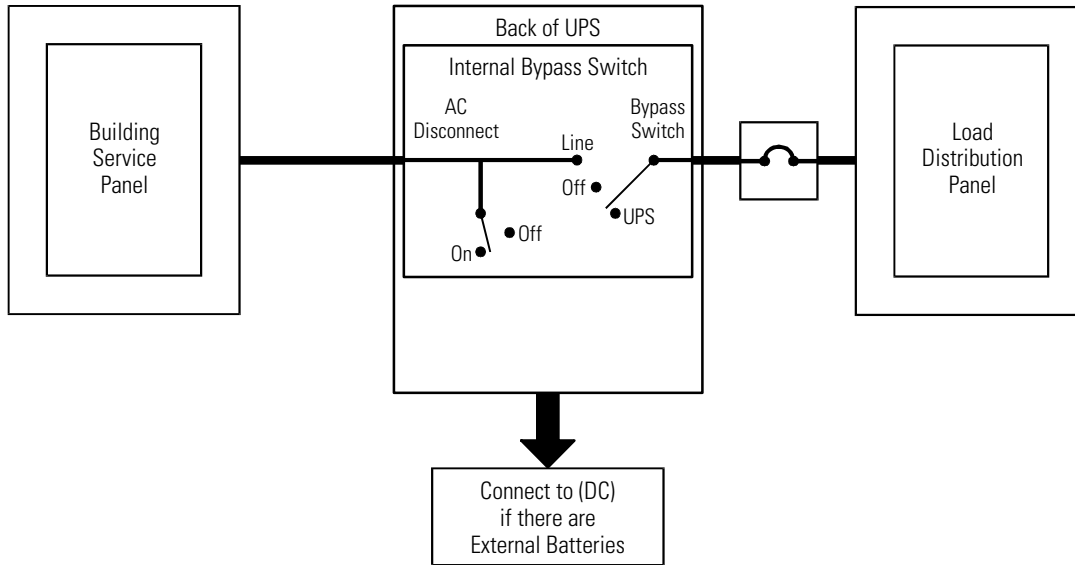 Building
Service
Panel
Back of UPS
Internal Bypass Switch
AC
Disconnect
Line
Bypass
Switch
Off
UPS
Off
On
Load
Distribution
Panel
Connect to (DC)
if there are
External Batteries